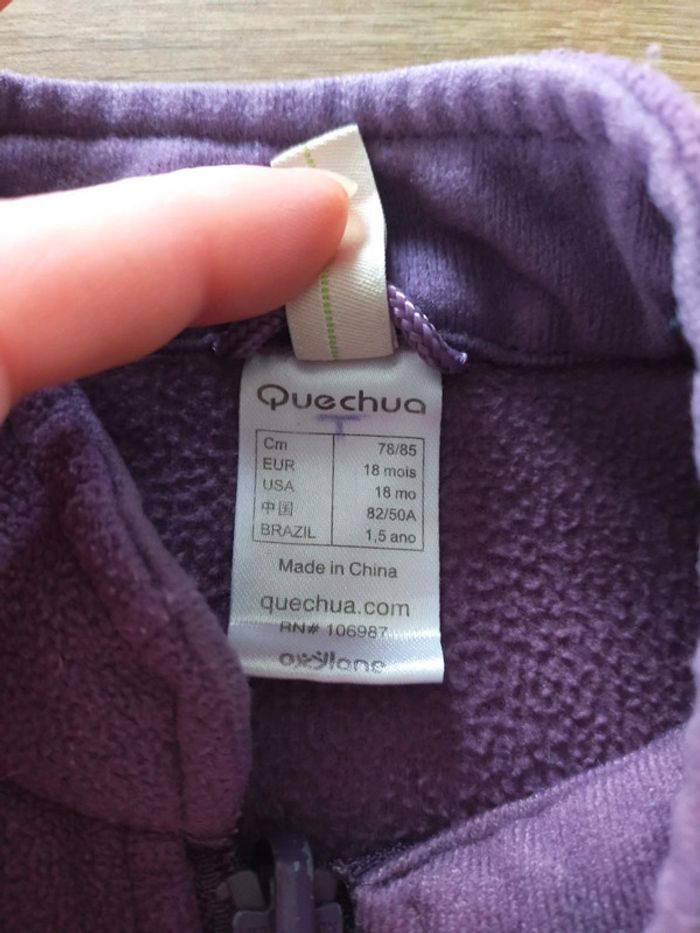 Quechua
Cm 78/85
EUR 18 mois
USA 18 mo
中国 82/50A
BRAZIL 1,5 ano
Made in China
quechua.com
RN# 106987
oxylane